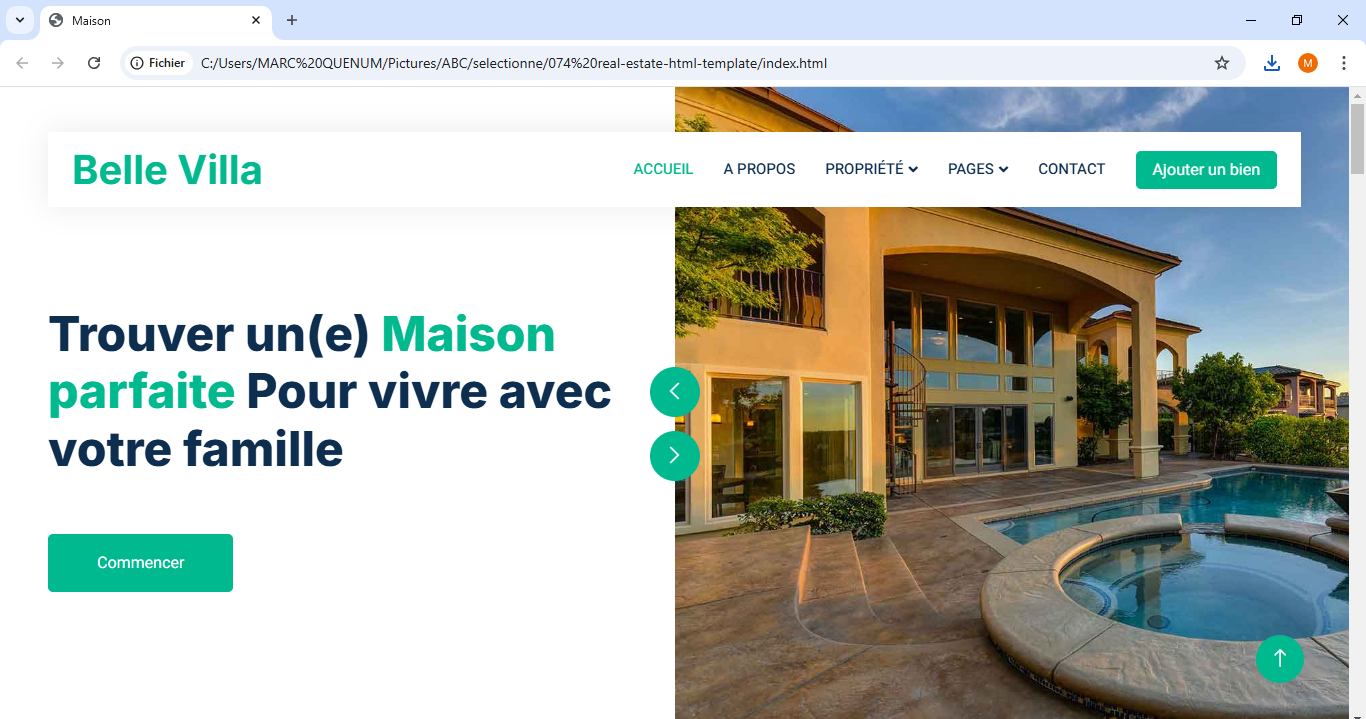 Maison
Fichier
C:/Users/MARC%20QUENUM/Pictures/ABC/selectionne/074%20real-estate-html-template/index.html
M
Belle Villa
ACCUEIL
A PROPOS
PROPRIÉTÉ
PAGES
CONTACT
Ajouter un bien
Trouver un(e) Maison
parfaite Pour vivre avec
votre famille
Commencer